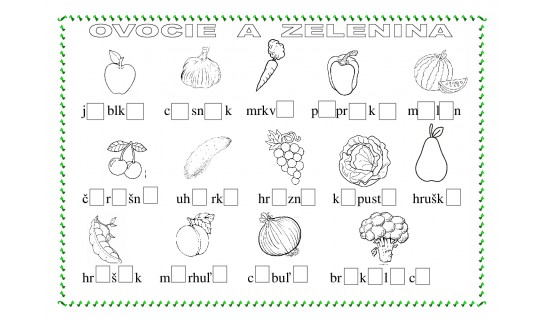 OVOCIE A ZELENINA
j□blk□ c□sn□k mrkv□ p□pr□k□ m□l□n
č□r□šn□ uh□rk□ hr□zn□ k□pust□ hrušk□
hr□š□k m□rhuľ□ c□buľ□ br□k□l□c□